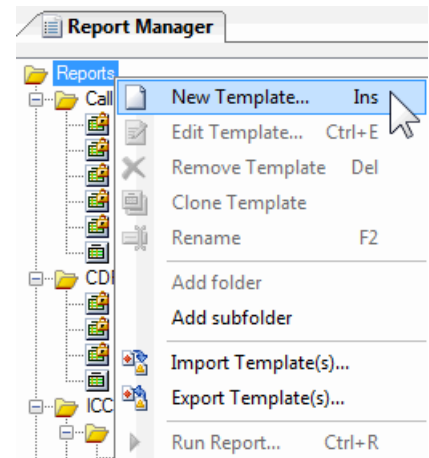 Report Manager
Reports
Call
New Template... Ins
Edit Template... Ctrl+E
Remove Template Del
Clone Template
Rename F2
CD
Add folder
Add subfolder
Import Template(s)...
Export Template(s)...
ICC
Run Report... Ctrl+R